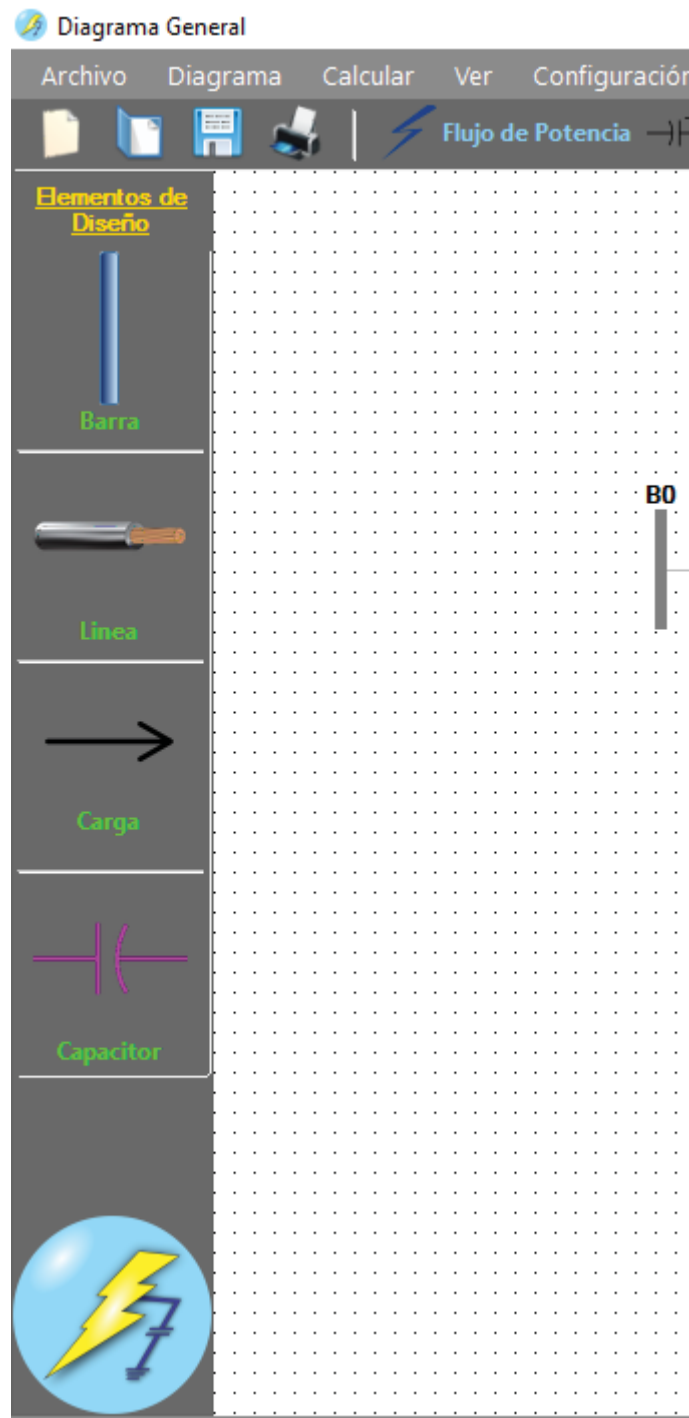 Diagrama General
Archivo Diagrama Calcular Ver Configuración
Flujo de Potencia
Elementos de
Diseño
Barra
B0
Linea
Carga
Capacitor